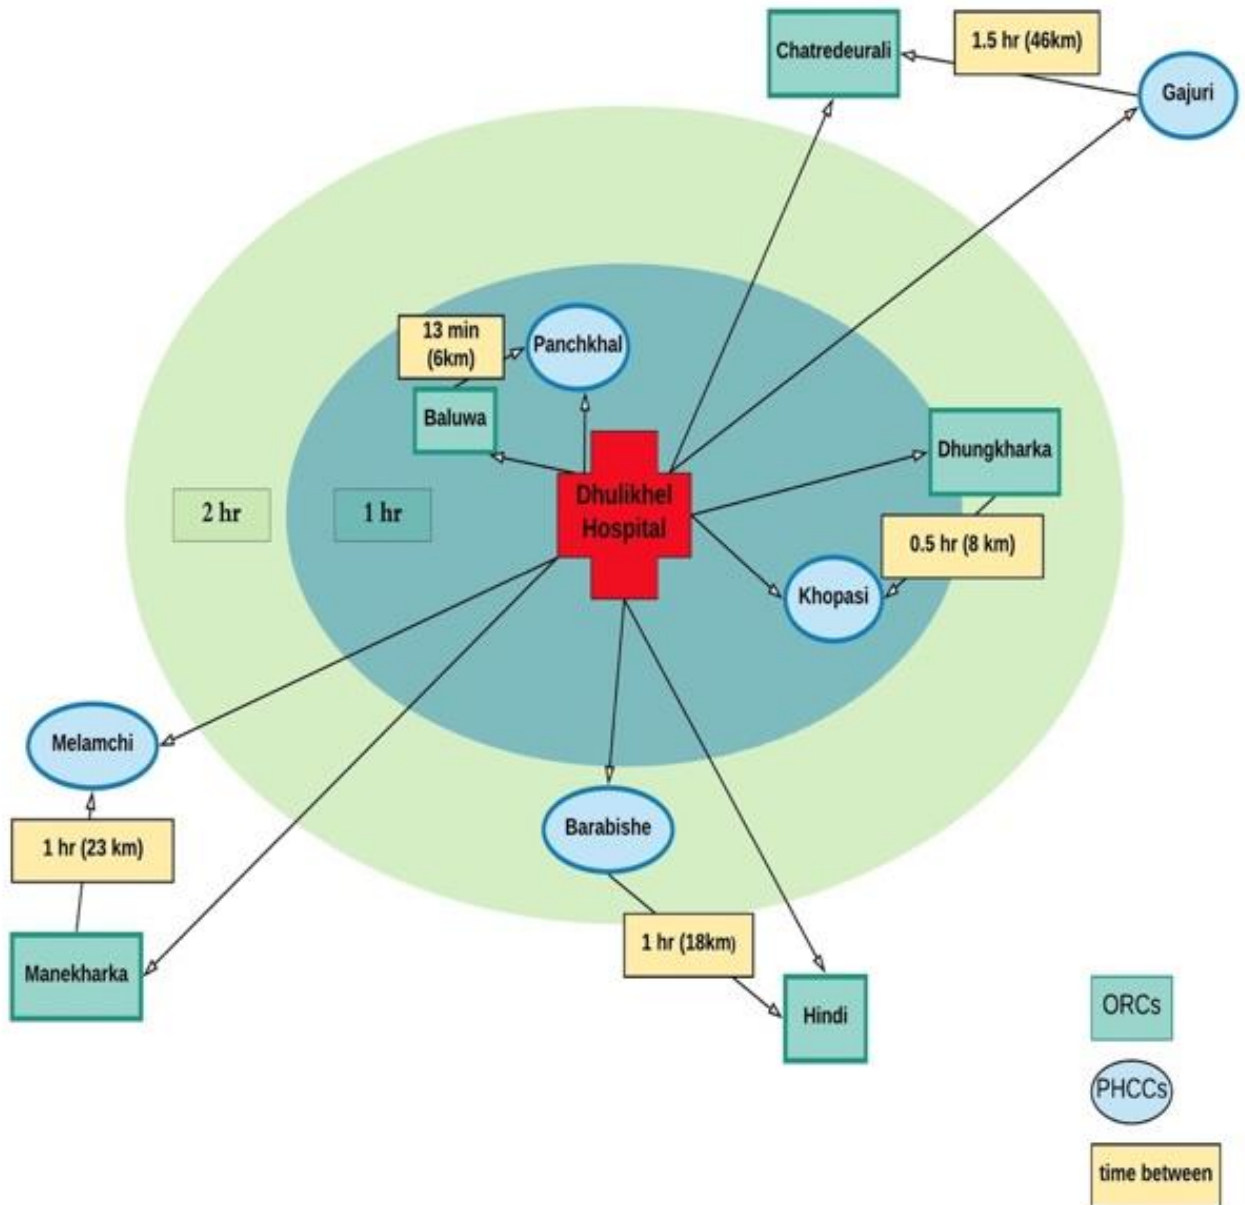 Chatredeurali
1.5 hr (46km)
Gajuri
13 min
(6km)
Panchkhal
Baluwa
Dhungkharka
Dhulikhel
Hospital
2 hr
1 hr
0.5 hr (8 km)
Khopasi
Melamchi
Barabishe
1 hr (23 km)
1 hr (18km)
Manekharka
Hindi
ORCs
PHCCs
time between